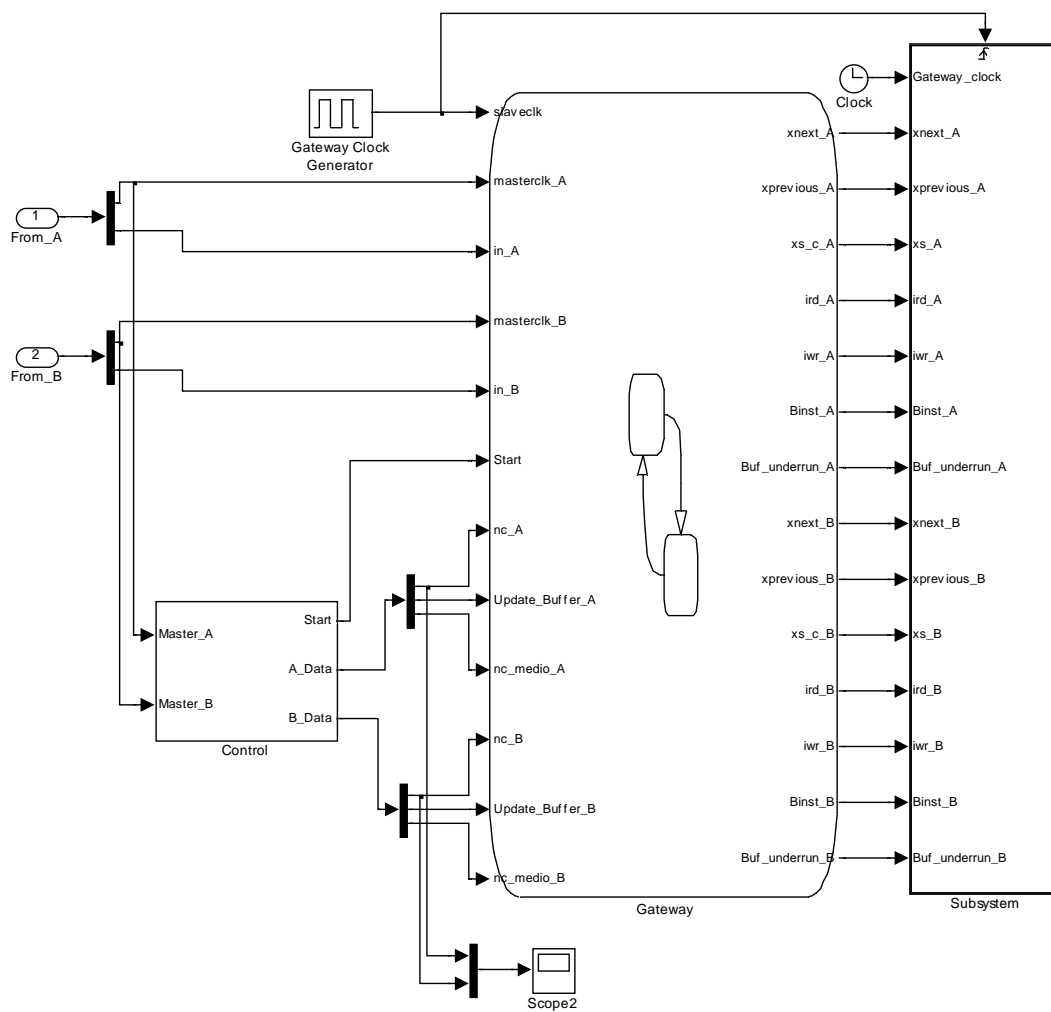 Gateway Clock
Generator
1
From_A
2
From_B
Master_A
Master_B
Start
A_Data
B_Data
Control
slaveclk
masterclk_A
in_A
masterclk_B
in_B
Start
nc_A
Update_Buffer_A
nc_medio_A
nc_B
Update_Buffer_B
nc_medio_B
xnext_A
xprevious_A
xs_c_A
ird_A
iwr_A
Binst_A
Buf_underrun_A
xnext_B
xprevious_B
xs_c_B
ird_B
iwr_B
Binst_B
Buf_underrun_B
Gateway
Clock
Gateway_clock
xnext_A
xprevious_A
xs_A
ird_A
iwr_A
Binst_A
Buf_underrun_A
xnext_B
xprevious_B
xs_B
ird_B
iwr_B
Binst_B
Buf_underrun_B
Subsystem
Scope2